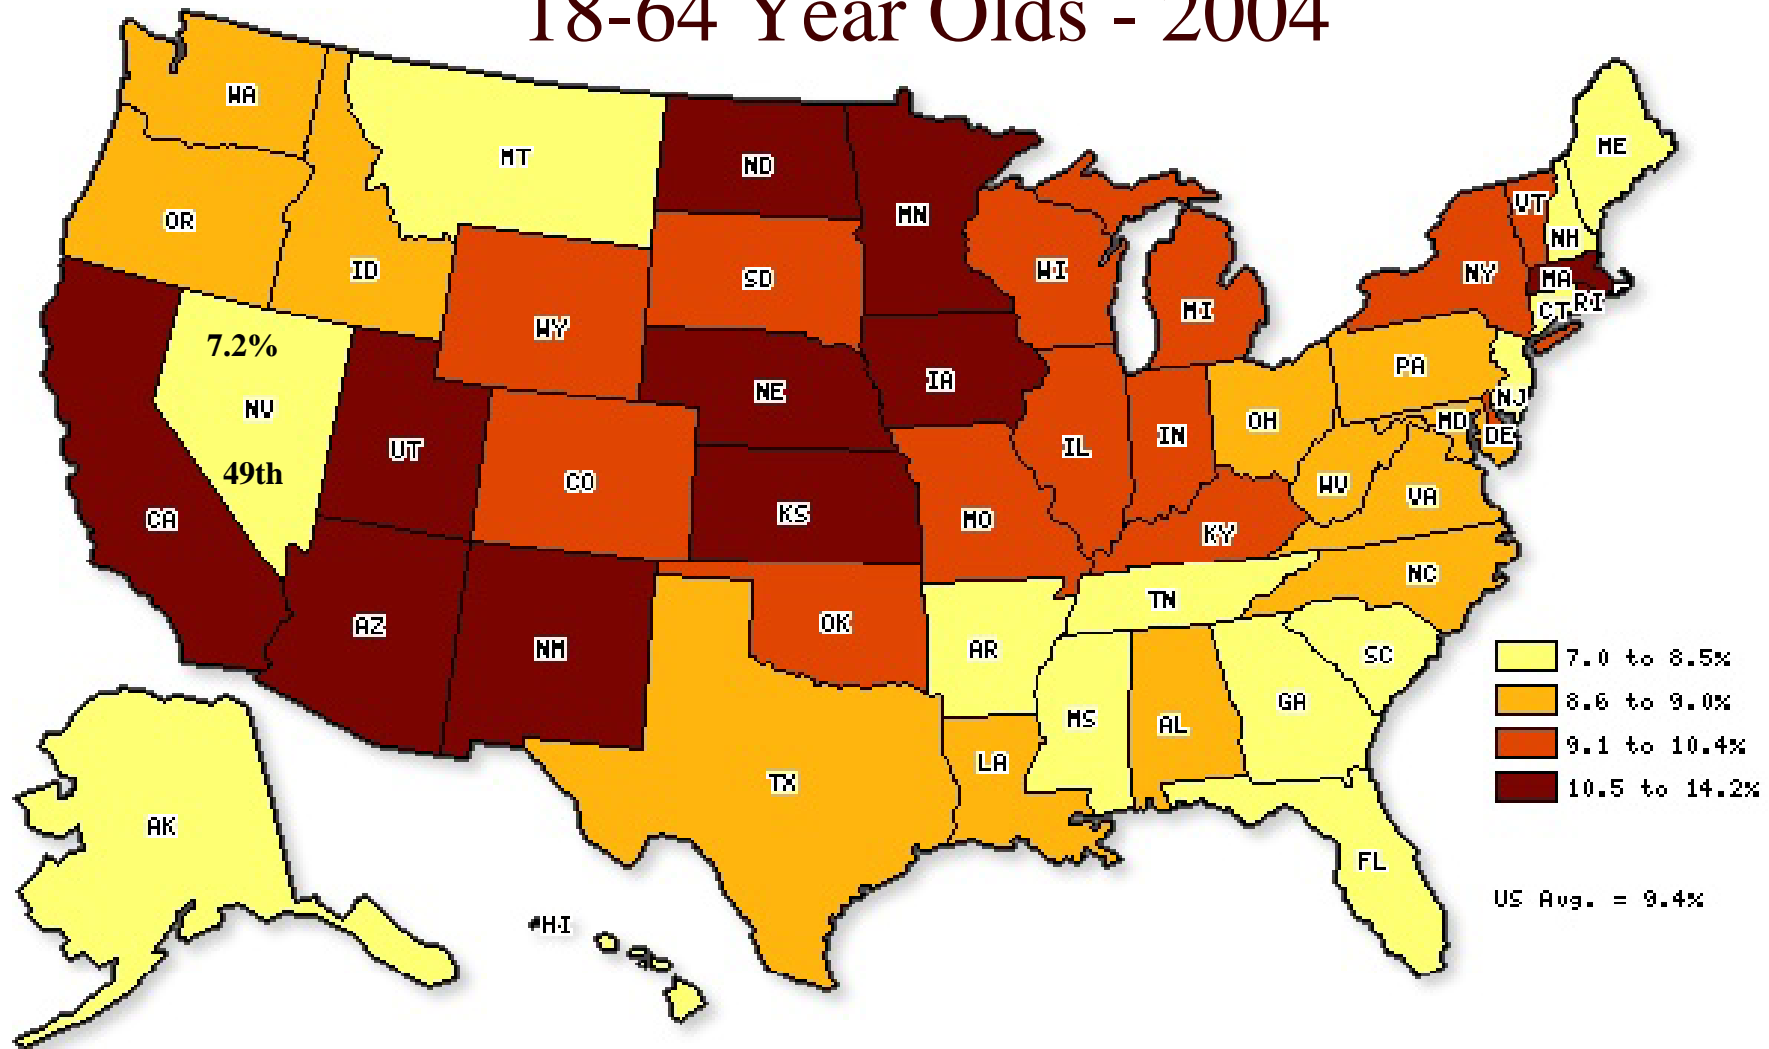 18-64 Year Olds - 2004
WA
MT
ND
MN
ME
OR
ID
SD
WI
MI
NY
VT
NH
MA
CT
RI
WY
7.2%
NV
49th
NE
IA
PA
NJ
OH
MD
DE
UT
CO
IL
IN
WV
VA
CA
KS
MO
KY
NC
TN
AZ
NM
OK
AR
SC
7.0 to 8.5%
MS
AL
GA
8.6 to 9.0%
LA
9.1 to 10.4%
TX
10.5 to 14.2%
AK
FL
US Avg. = 9.4%
HI